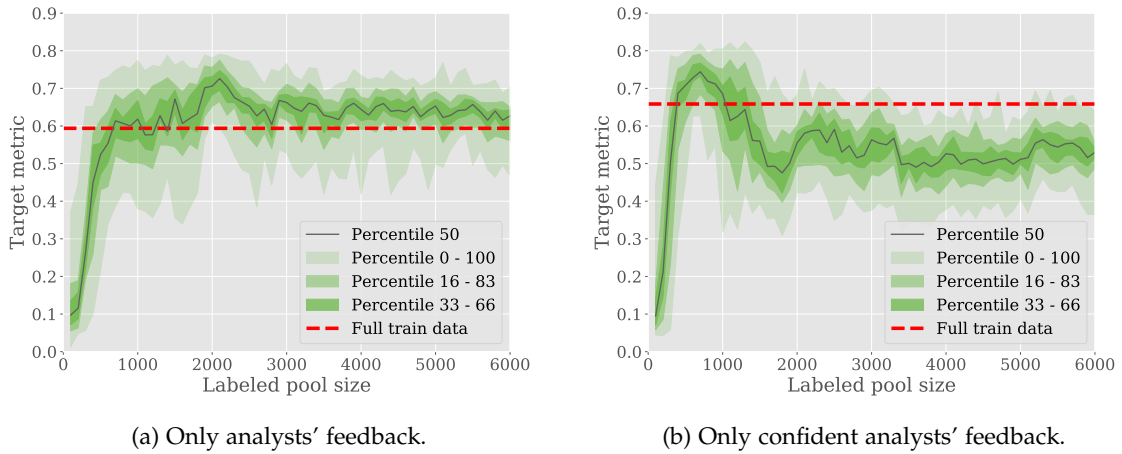 0.9
0.8
0.7
0.6
0.5
0.4
0.3
0.2
0.1
0.0
Target metric
0
1000
2000
3000
4000
5000
6000
Labeled pool size
Percentile 50
Percentile 0 - 100
Percentile 16 - 83
Percentile 33 - 66
Full train data
(a) Only analysts’ feedback.
0.9
0.8
0.7
0.6
0.5
0.4
0.3
0.2
0.1
0.0
Target metric
0
1000
2000
3000
4000
5000
6000
Labeled pool size
Percentile 50
Percentile 0 - 100
Percentile 16 - 83
Percentile 33 - 66
Full train data
(b) Only confident analysts’ feedback.